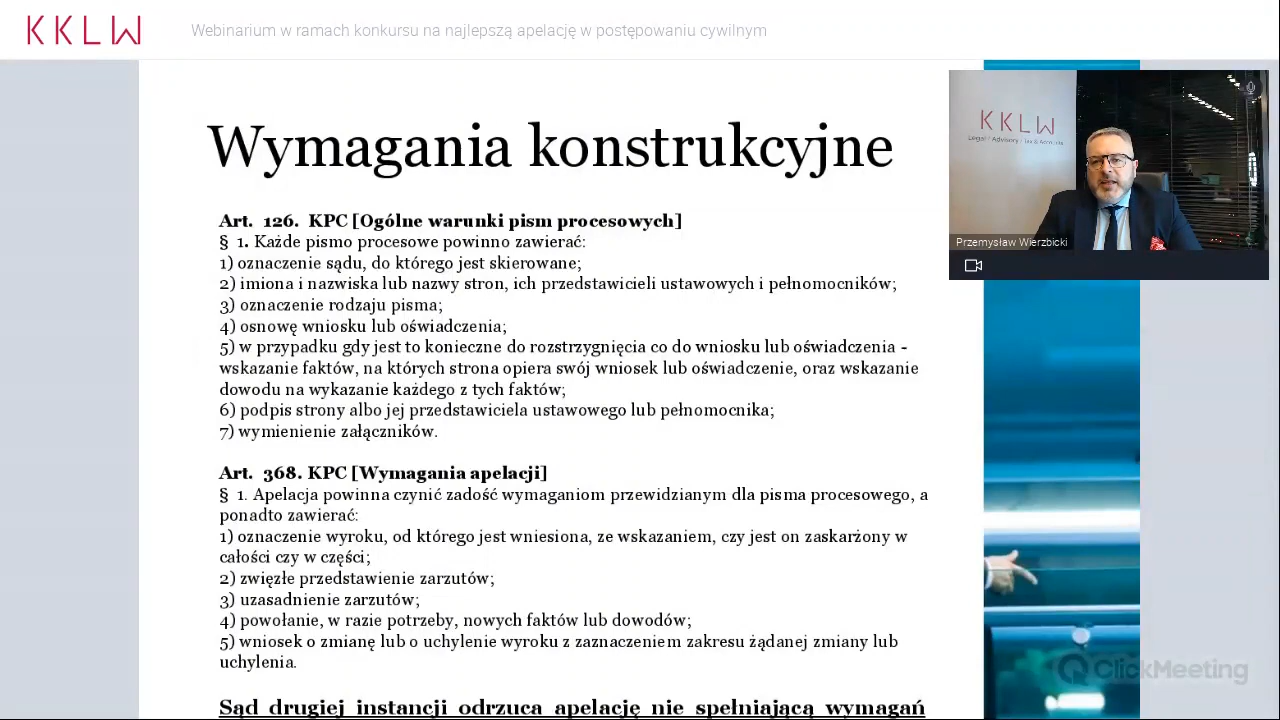 KKLW
Webinarium w ramach konkursu na najlepszą apelację w postępowaniu cywilnym
Wymagania konstrukcyjne
Art. 126. KPC [Ogólne warunki pism procesowych]
§ 1. Każde pismo procesowe powinno zawierać:
1) oznaczenie sądu, do którego jest skierowane;
2) imiona i nazwiska lub nazwy stron, ich przedstawicieli ustawowych i pełnomocników;
3) oznaczenie rodzaju pisma;
4) osnowę wniosku lub oświadczenia;
5) w przypadku gdy jest to konieczne do rozstrzygnięcia co do wniosku lub oświadczenia -
wskazanie faktów, na których strona opiera swój wniosek lub oświadczenie, oraz wskazanie
dowodu na wykazanie każdego z tych faktów;
6) podpis strony albo jej przedstawiciela ustawowego lub pełnomocnika;
7) wymienienie załączników.
Art. 368. KPC [Wymagania apelacji]
§ 1. Apelacja powinna czynić zadość wymaganiom przewidzianym dla pisma procesowego, a
ponadto zawierać:
1) oznaczenie wyroku, od którego jest wniesiona, ze wskazaniem, czy jest on zaskarżony w
całości czy w części;
2) zwięzłe przedstawienie zarzutów;
3) uzasadnienie zarzutów;
4) powołanie, w razie potrzeby, nowych faktów lub dowodów;
5) wniosek o zmianę lub o uchylenie wyroku z zaznaczeniem zakresu żądanej zmiany lub
uchylenia.
Sąd drugiej instancji odrzuca apelację nie spełniającą wymagań
KKLW
Legal / Advisory / Tax & Accounts
Przemysław Wierzbicki
ClickMeeting